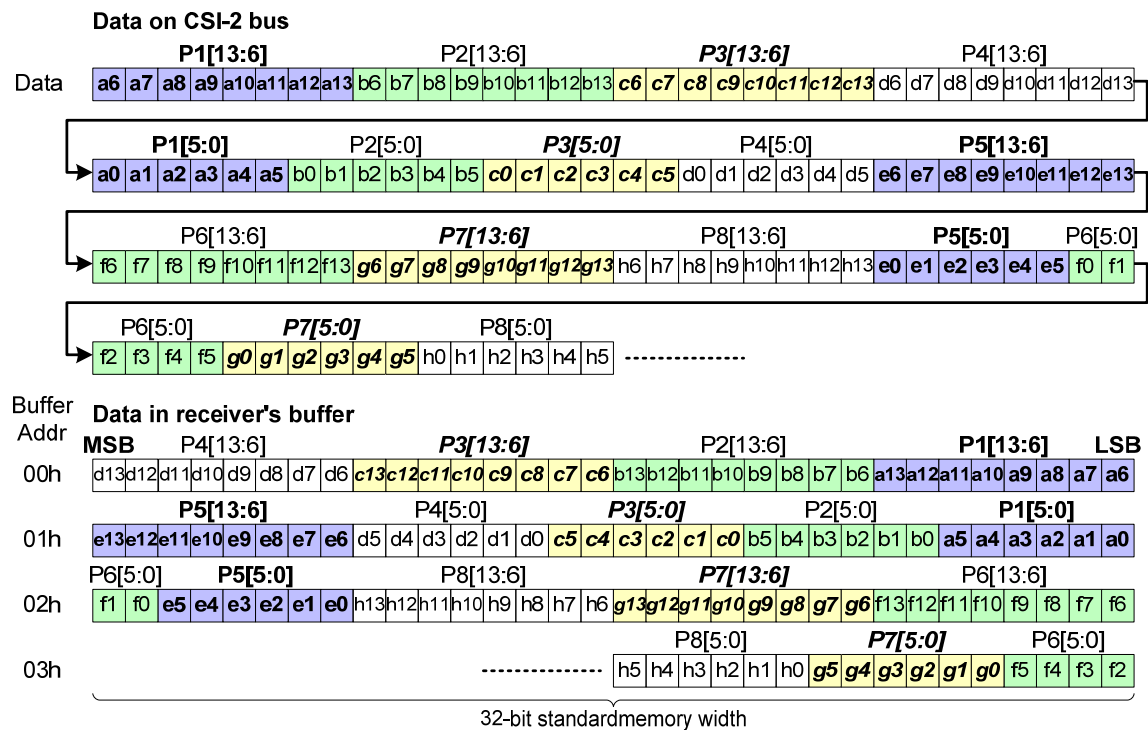 Data on CSI-2 bus
P1[13:6] P2[13:6] P3[13:6] P4[13:6]
Data a6 a7 a8 a9 a10 a11 a12 a13 b6 b7 b8 b9 b10 b11 b12 b13 c6 c7 c8 c9 c10 c11 c12 c13 d6 d7 d8 d9 d10 d11 d12 d13
P1[5:0] P2[5:0] P3[5:0] P4[5:0] P5[13:6]
a0 a1 a2 a3 a4 a5 b0 b1 b2 b3 b4 b5 c0 c1 c2 c3 c4 c5 d0 d1 d2 d3 d4 d5 e6 e7 e8 e9 e10 e11 e12 e13
P6[13:6] P7[13:6] P8[13:6] P5[5:0] P6[5:0]
f6 f7 f8 f9 f10 f11 f12 f13 g6 g7 g8 g9 g10 g11 g12 g13 h6 h7 h8 h9 h10 h11 h12 h13 e0 e1 e2 e3 e4 e5 f0 f1
P6[5:0] P7[5:0] P8[5:0]
f2 f3 f4 f5 g0 g1 g2 g3 g4 g5 h0 h1 h2 h3 h4 h5
Buffer
Addr
Data in receiver's buffer
MSB P4[13:6] P3[13:6] P2[13:6] P1[13:6] LSB
00h d13 d12 d11 d10 d9 d8 d7 d6 c13 c12 c11 c10 c9 c8 c7 c6 b13 b12 b11 b10 b9 b8 b7 b6 a13 a12 a11 a10 a9 a8 a7 a6
P5[13:6] P4[5:0] P3[5:0] P2[5:0] P1[5:0]
01h e13 e12 e11 e10 e9 e8 e7 e6 d5 d4 d3 d2 d1 d0 c5 c4 c3 c2 c1 c0 b5 b4 b3 b2 b1 b0 a5 a4 a3 a2 a1 a0
P6[5:0] P5[5:0] P8[13:6] P7[13:6] P6[13:6]
02h f1 f0 e5 e4 e3 e2 e1 e0 h13 h12 h11 h10 h9 h8 h7 h6 g13 g12 g11 g10 g9 g8 g7 g6 f13 f12 f11 f10 f9 f8 f7 f6
P8[5:0] P7[5:0] P6[5:0]
03h h5 h4 h3 h2 h1 h0 g5 g4 g3 g2 g1 g0 f5 f4 f3 f2
32-bit standardmemory width